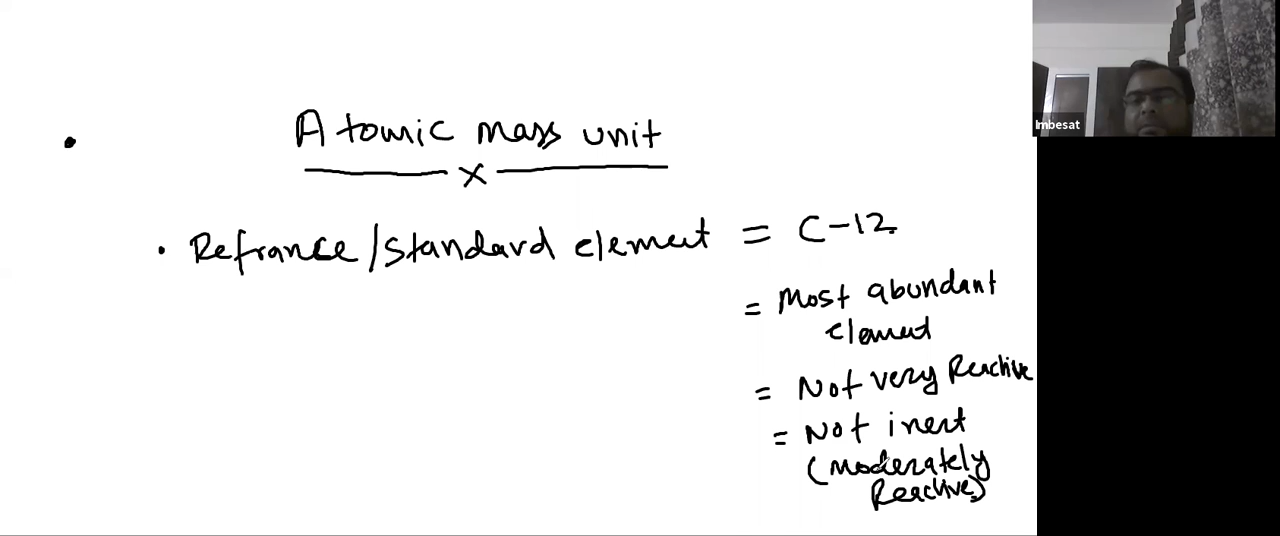 Atomic mass unit
x
Imbesat
• Refrance/standard element = C-12
= Most abundant
element
= Not very Reactive
= Not inert
(moderately
Reactive)